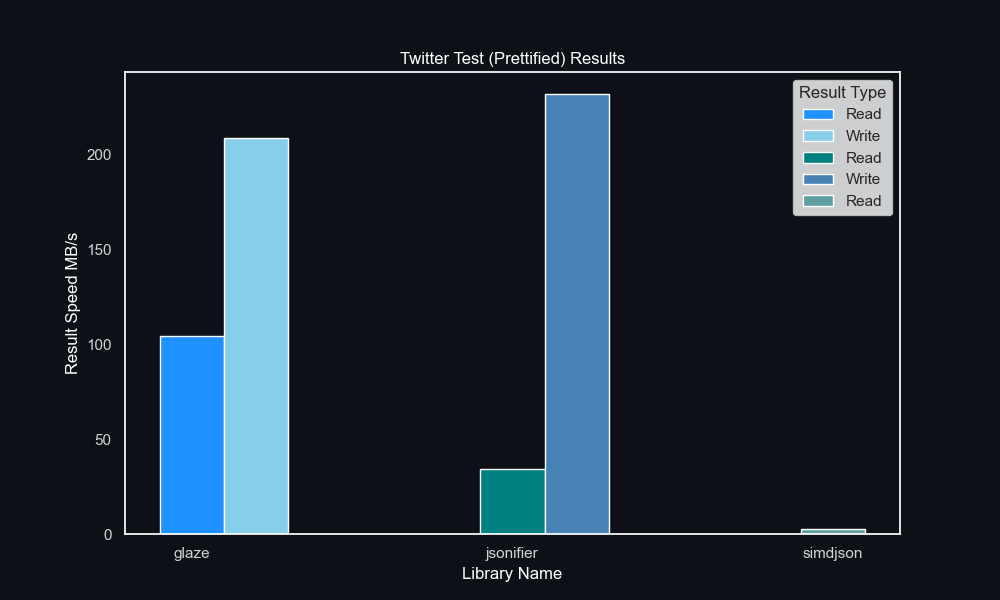 Twitter Test (Prettified) Results
Result Type
Read
Write
Read
Write
Read
Result Speed MB/s
200
150
100
50
0
glaze
jsonifier
simdjson
Library Name